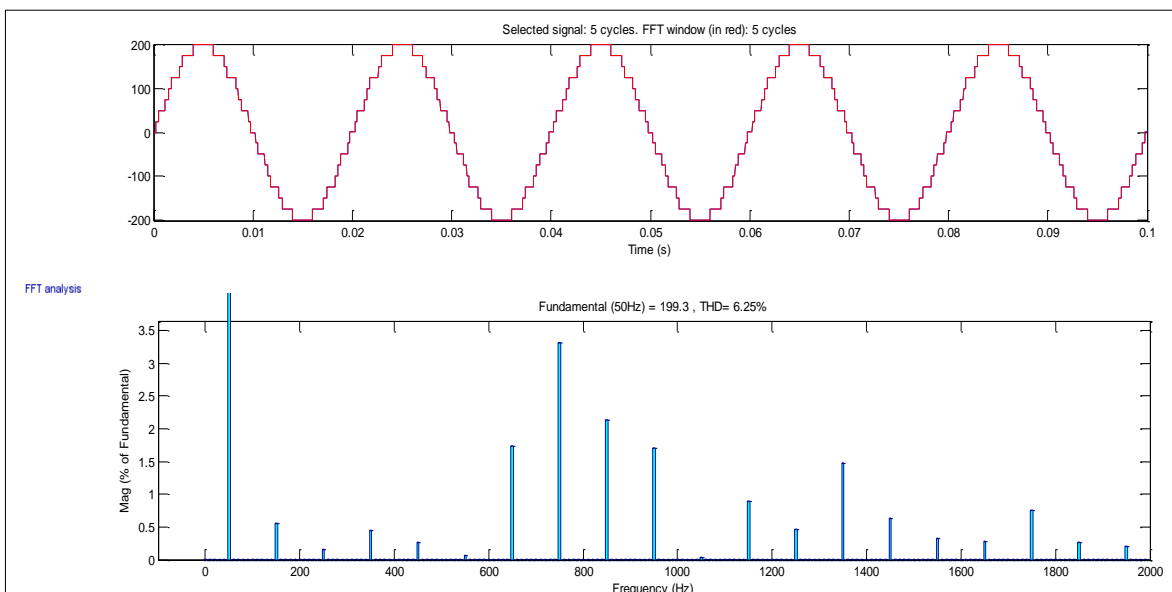 Selected signal: 5 cycles. FFT window (in red): 5 cycles
200
100
0
-100
-200
0 0.01 0.02 0.03 0.04 0.05 0.06 0.07 0.08 0.09 0.1
Time (s)
FFT analysis
Fundamental (50Hz) = 199.3 , THD= 6.25%
Mag (% of Fundamental)
3.5
3
2.5
2
1.5
1
0.5
0
0 200 400 600 800 1000 1200 1400 1600 1800 2000
Frequency (Hz)